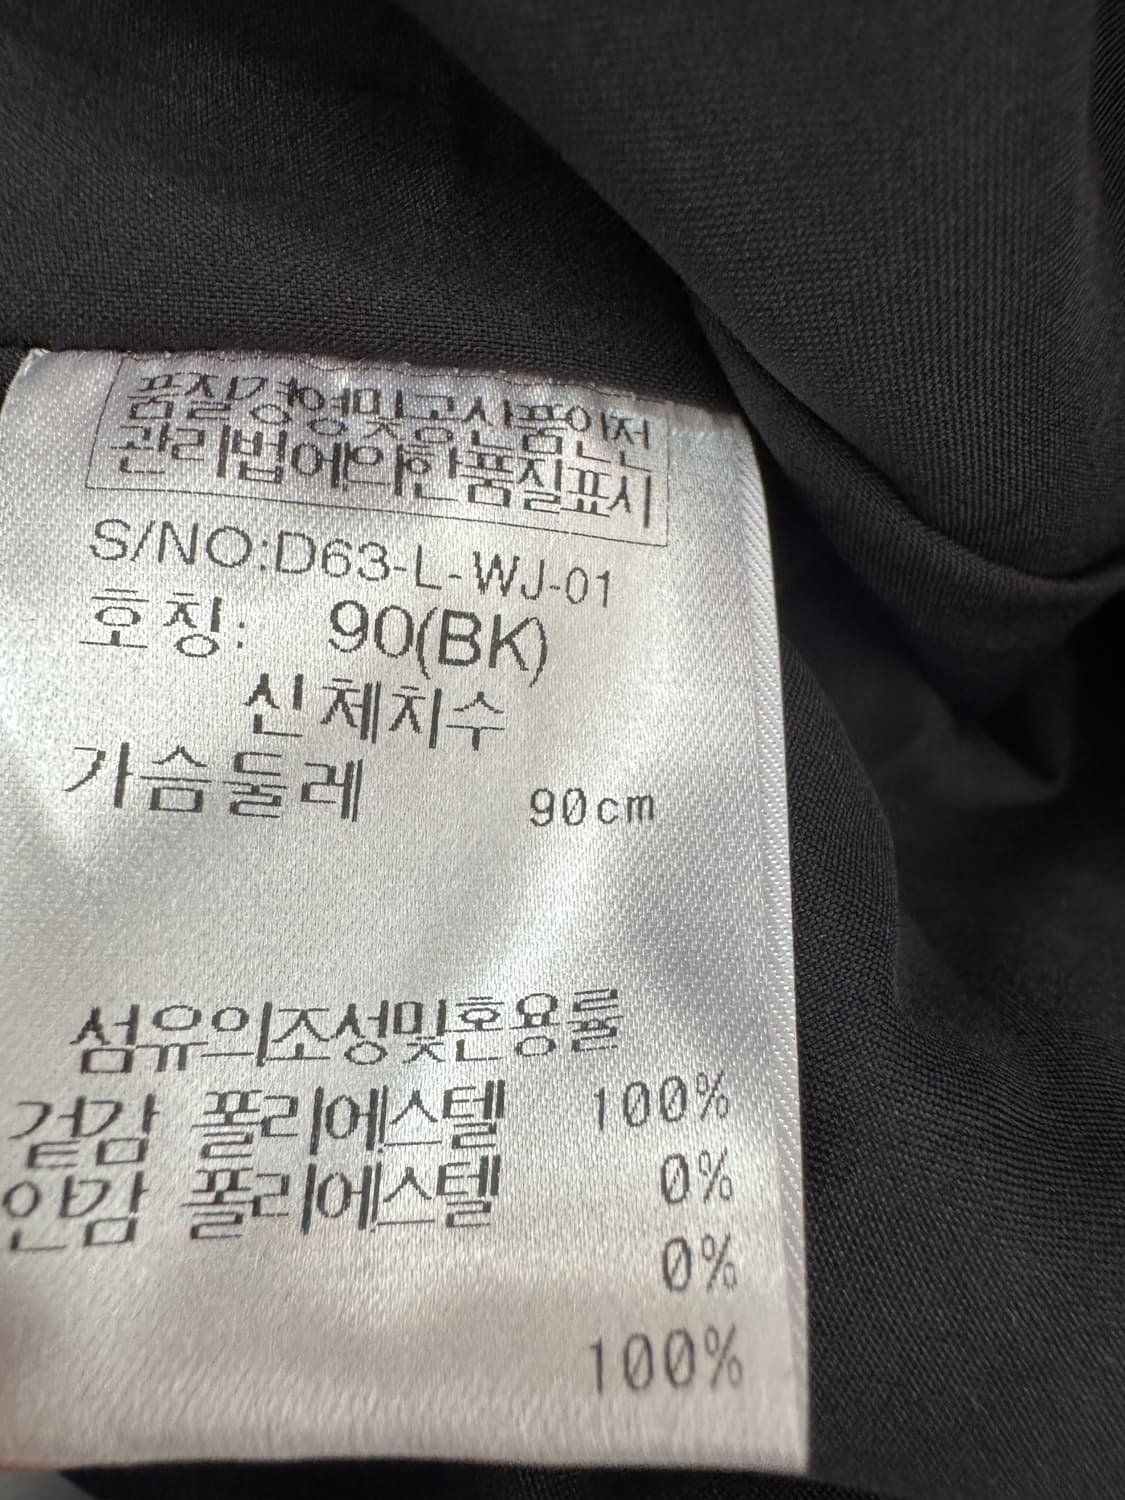 품질경영및공산품안전
관리법에의한품질표시
S/NO:D63-L-WJ-01
호칭: 90(BK)
신체치수
가슴둘레 90cm
섬유의조성및혼용률
겉감 폴리에스텔 100%
안감 폴리에스텔 0%
0%
100%